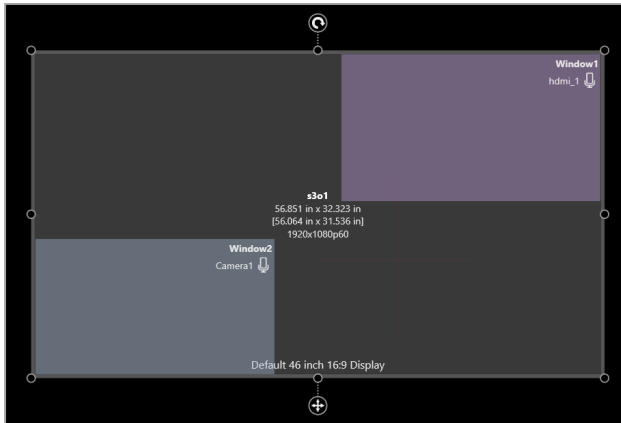 Window1
hdmi_1
s3o1
56.851 in x 32.323 in
[56.064 in x 31.536 in]
1920x1080p60
Window2
Camera1
Default 46 inch 16:9 Display